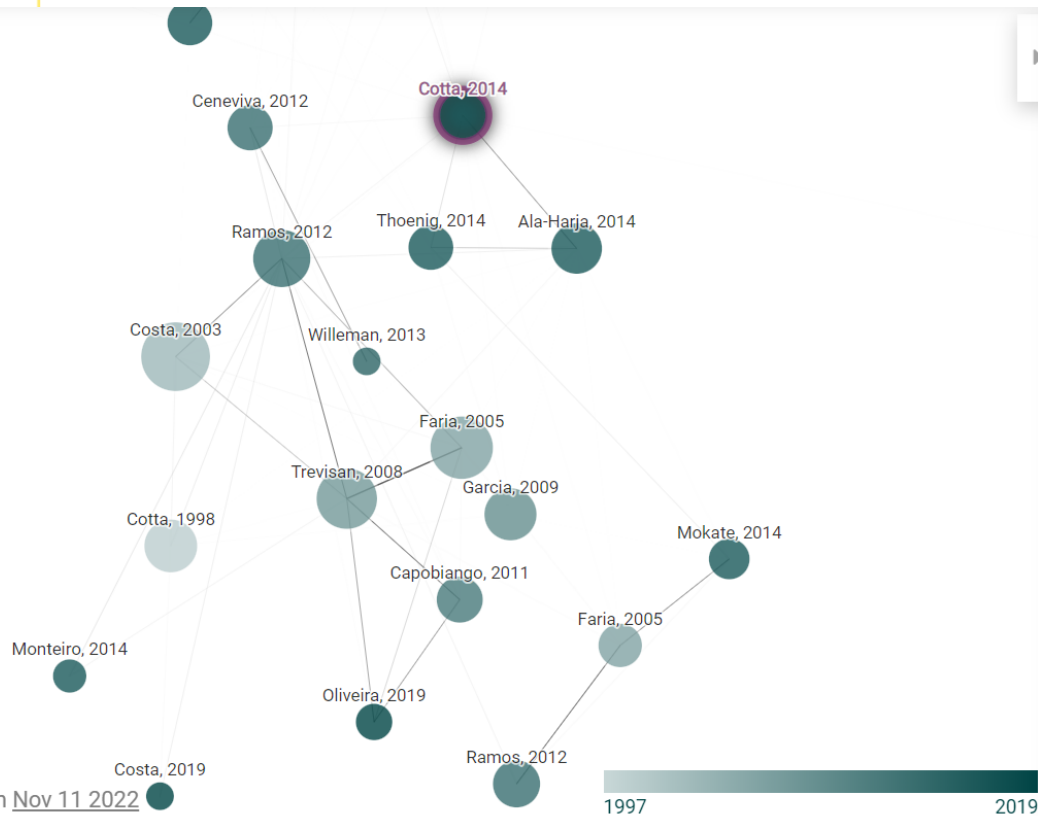 Cotta, 2014
Ceneviva, 2012
Thoenig, 2014
Ala-Harja, 2014
Ramos, 2012
Costa, 2003
Willeman, 2013
Faria, 2005
Trevisan, 2008
Garcia, 2009
Cotta, 1998
Mokate, 2014
Capobiango, 2011
Faria, 2005
Monteiro, 2014
Oliveira, 2019
Ramos, 2012
Costa, 2019
n Nov 11 2022
1997
2019